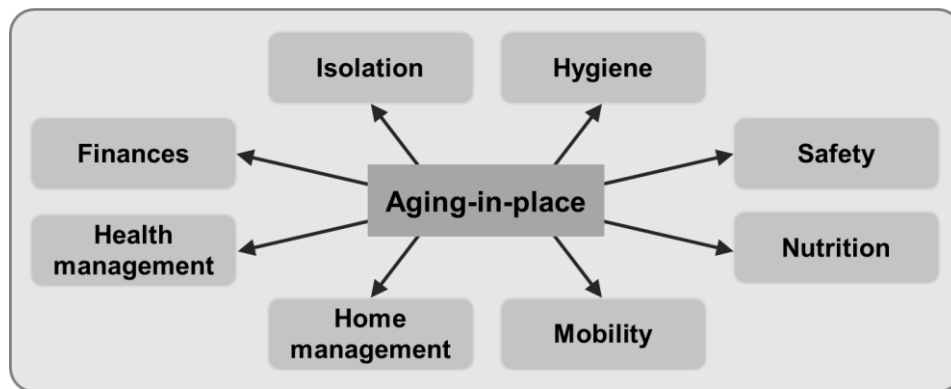 Isolation
Hygiene
Finances
Safety
Aging-in-place
Health
management
Nutrition
Home
management
Mobility